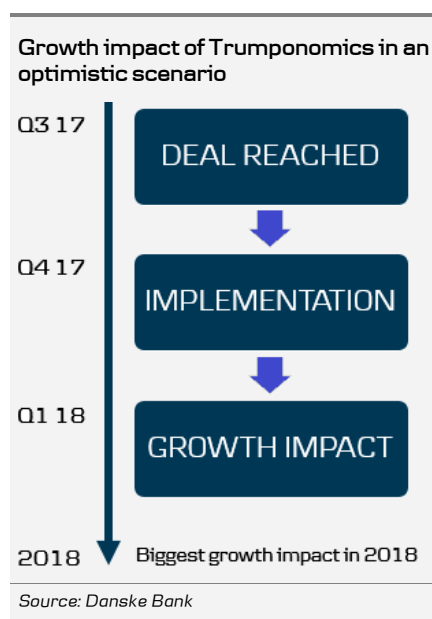 Growth impact of Trumponomics in an
optimistic scenario
Q3 17
DEAL REACHED
Q4 17
IMPLEMENTATION
Q1 18
GROWTH IMPACT
2018
Biggest growth impact in 2018
Source: Danske Bank